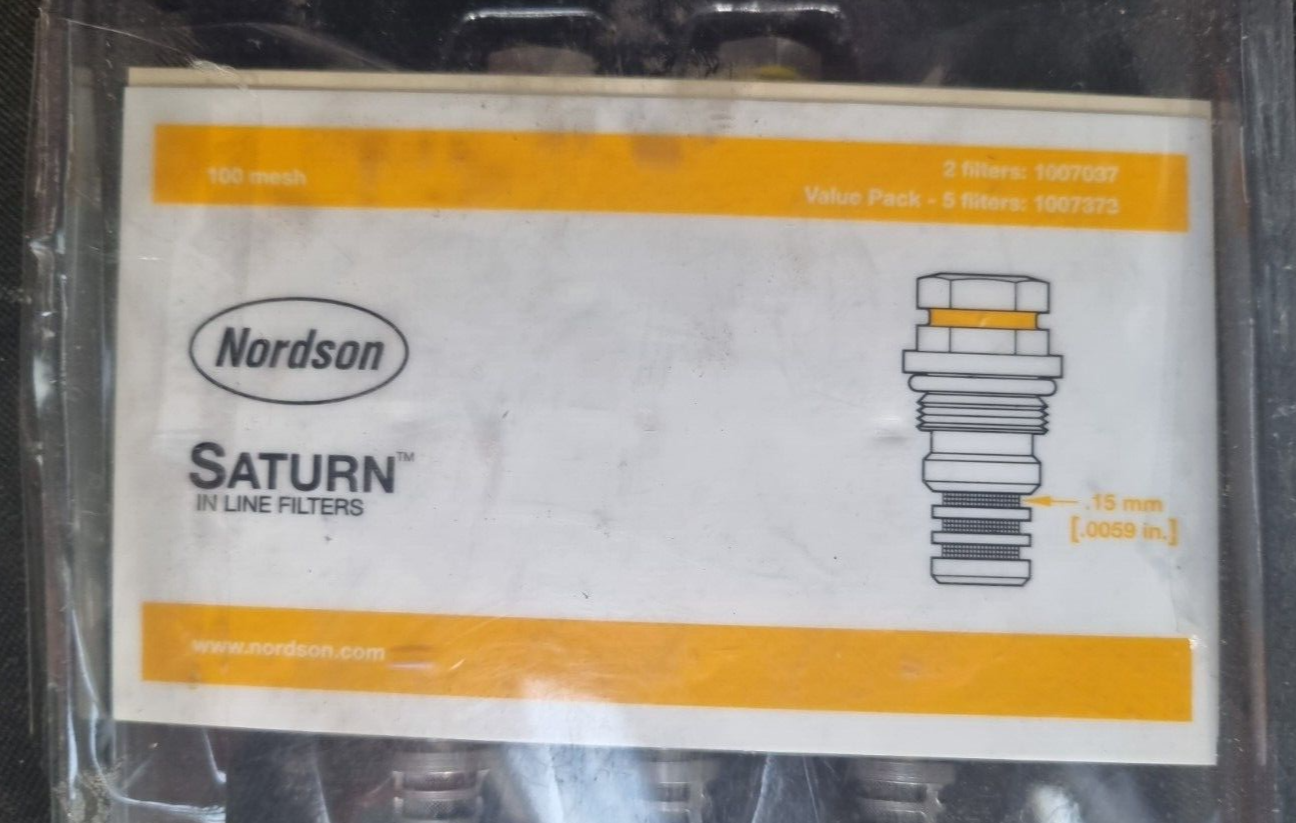 100 mesh
2 filters: 1007037
Value Pack - 5 filters: 1007373
Nordson
SATURN™
IN LINE FILTERS
.15 mm
[.0059 in.]
www.nordson.com